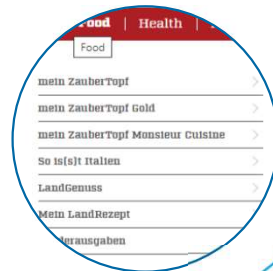 Food | Health |
Food
mein ZauberTopf
mein ZauberTopf Gold
mein ZauberTopf Monsieur Cuisine
So is(s)t Italien
LandGenuss
Mein LandRezept